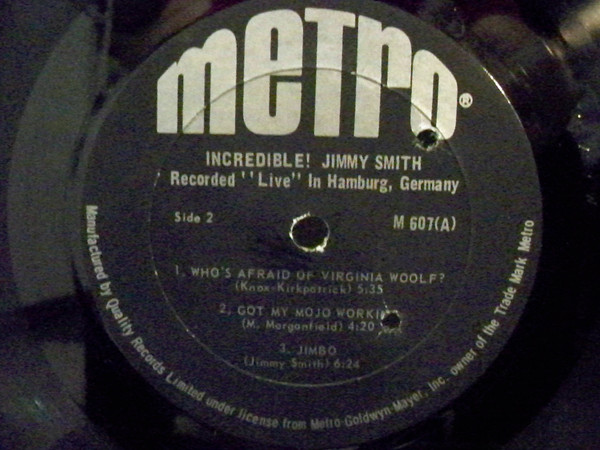 metro®
INCREDIBLE! JIMMY SMITH
Recorded "Live" In Hamburg, Germany
Side 2
M 607(A)
1. WHO'S AFRAID OF VIRGINIA WOOLF?
(Knox-Kirkpatrick) 5:35
2. GOT MY MOJO WORKIN
(M. Morganfield) 4:20
3. JIMBO
(Jimmy Smith) 6:24
Manufactured by Quality Records Limited under license from Metro-Goldwyn-Mayer, Inc. owner of the Trade Mark Metro